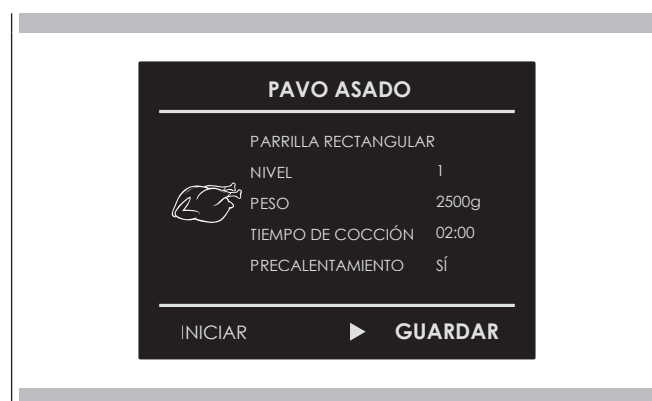 PAVO ASADO
PARRILLA RECTANGULAR
NIVEL 1
PESO 2500g
TIEMPO DE COCCIÓN 02:00
PRECALENTAMIENTO SÍ
INICIAR ▶ GUARDAR